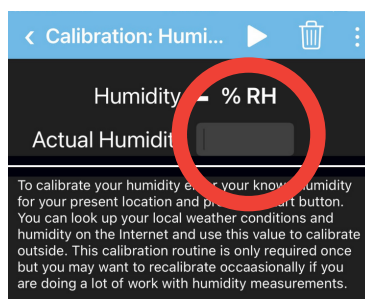 Calibration: Humi...
Humidity - % RH
Actual Humidit
To calibrate your humidity your humidity
for your present location and button.
You can look up your local weather conditions and
humidity on the Internet and use this value to calibrate
outside. This calibration routine is only required once
but you may want to recalibrate occaasionally if you
are doing a lot of work with humidity measurements.